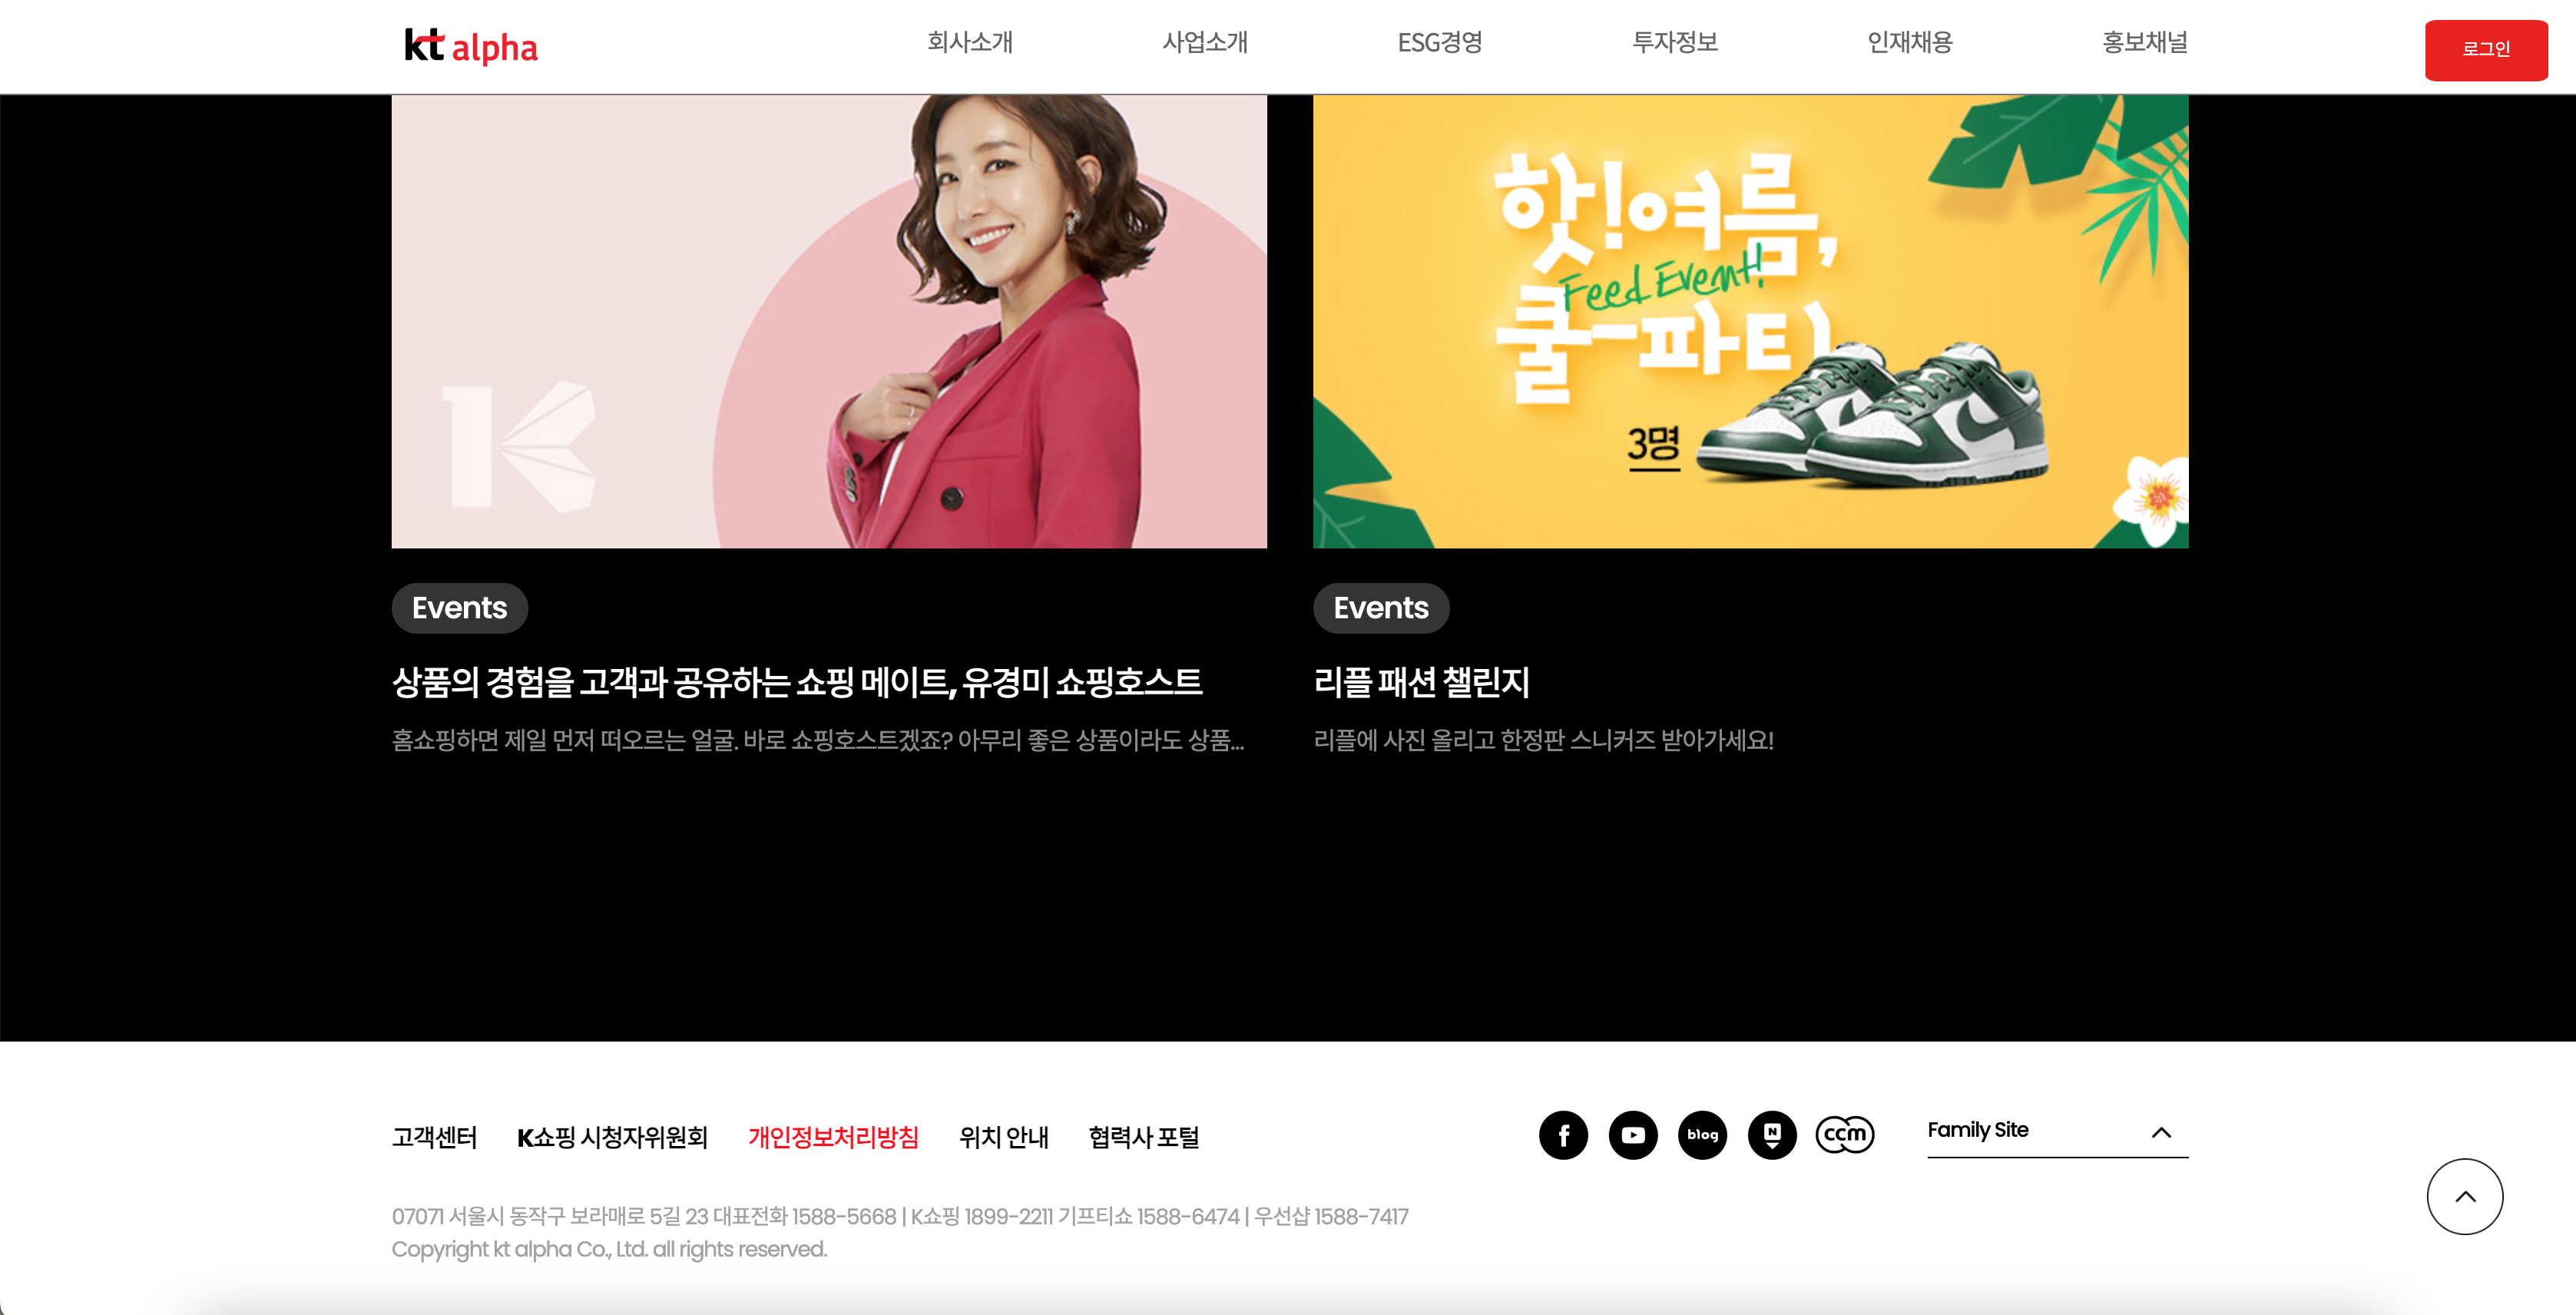 kt alpha
회사소개
사업소개
ESG경영
투자정보
인재채용
홍보채널
로그인
K
핫!여름,
Feed Event!
쿨-파티
3명
Events
상품의 경험을 고객과 공유하는 쇼핑 메이트, 유경미 쇼핑호스트
홈쇼핑하면 제일 먼저 떠오르는 얼굴. 바로 쇼핑호스트겠죠? 아무리 좋은 상품이라도 상품...
Events
리플 패션 챌린지
리플에 사진 올리고 한정판 스니커즈 받아가세요!
고객센터
K쇼핑 시청자위원회
개인정보처리방침
위치 안내
협력사 포털
f
blog
N
ccm
Family Site
07071 서울시 동작구 보라매로 5길 23 대표전화 1588-5668 | K쇼핑 1899-2211 기프티쇼 1588-6474 | 우선샵 1588-7417
Copyright kt alpha Co., Ltd. all rights reserved.